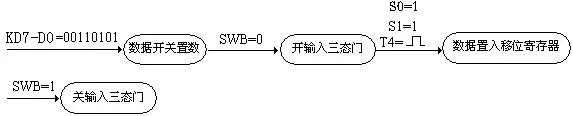 S0=1
S1=1
KD7-D0=00110101
数据开关置数
SWB=0
开输入三态门
T4=
数据置入移位寄存器
SWB=1
关输入三态门